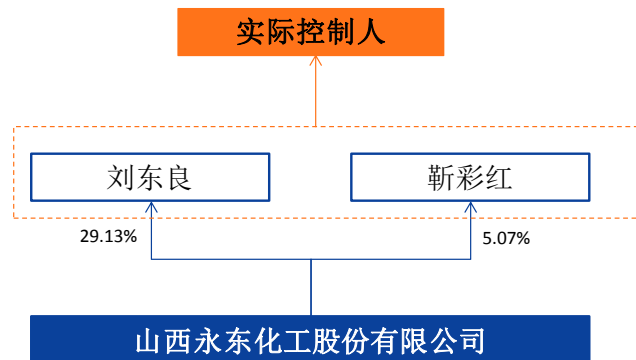 实际控制人
刘东良
靳彩红
29.13%
5.07%
山西永东化工股份有限公司